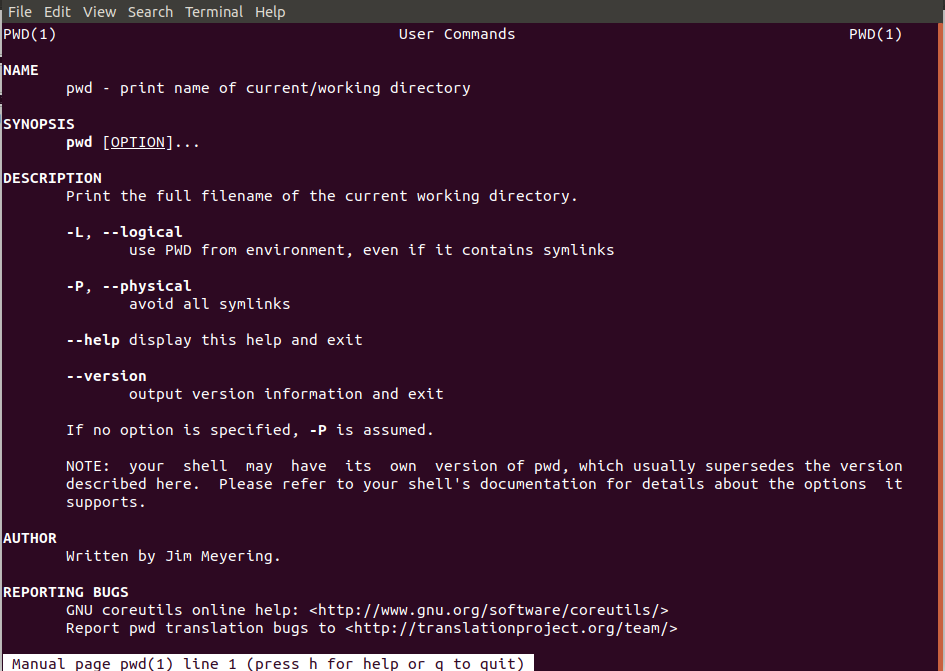 File Edit View Search Terminal Help
PWD(1) User Commands PWD(1)
NAME
pwd - print name of current/working directory
SYNOPSIS
pwd [OPTION]...
DESCRIPTION
Print the full filename of the current working directory.
-L, --logical
use PWD from environment, even if it contains symlinks
-P, --physical
avoid all symlinks
--help display this help and exit
--version
output version information and exit
If no option is specified, -P is assumed.
NOTE: your shell may have its own version of pwd, which usually supersedes the version
described here. Please refer to your shell's documentation for details about the options it
supports.
AUTHOR
Written by Jim Meyering.
REPORTING BUGS
GNU coreutils online help: <http://www.gnu.org/software/coreutils/>
Report pwd translation bugs to <http://translationproject.org/team/>
Manual page pwd(1) line 1 (press h for help or q to quit)